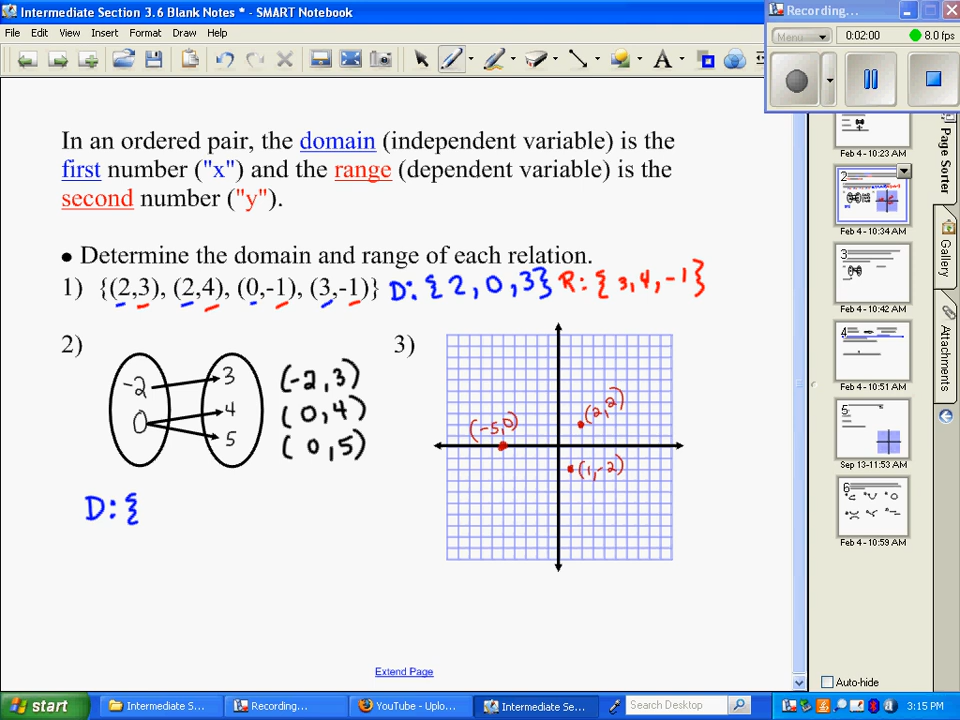 Intermediate Section 3.6 Blank Notes * - SMART Notebook
Recording...
File Edit View Insert Format Draw Help
Menu 0:02:00 8.0 fps
In an ordered pair, the domain (independent variable) is the
first number ("x") and the range (dependent variable) is the
second number ("y").
• Determine the domain and range of each relation.
1) {(2,3), (2,4), (0,-1), (3,-1)} D: {2, 0, 3} R: {3, 4, -1}
2)
-2 3 (-2, 3)
0 4 (0, 4)
5 (0, 5)
D: {
3)
(-5,0)
(2,2)
(1,-2)
Extend Page
Feb 4 - 10:23 AM
2
Feb 4 - 10:34 AM
3
Feb 4 - 10:42 AM
4
Feb 4 - 10:51 AM
5
Sep 13-11:53 AM
6
Feb 4 - 10:59 AM
Page Sorter
Gallery
Attachments
Auto-hide
start Intermediate S... Recording... YouTube - Uplo... Intermediate Se... Search Desktop 3:15 PM